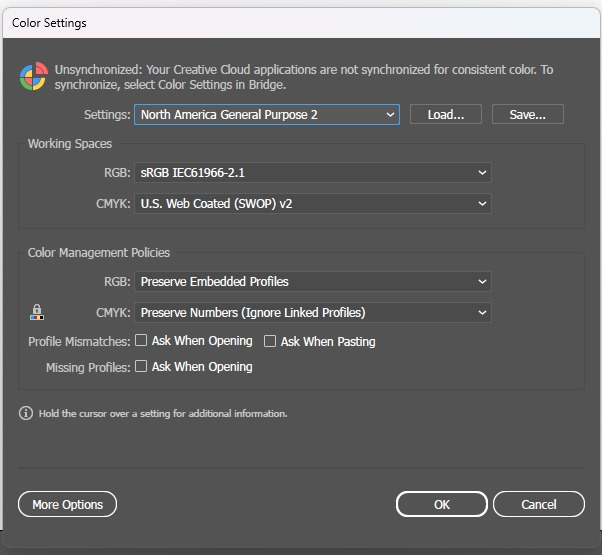 Color Settings
Unsynchronized: Your Creative Cloud applications are not synchronized for consistent color. To
synchronize, select Color Settings in Bridge.
Settings: North America General Purpose 2 Load... Save...
Working Spaces
RGB: sRGB IEC61966-2.1
CMYK: U.S. Web Coated (SWOP) v2
Color Management Policies
RGB: Preserve Embedded Profiles
CMYK: Preserve Numbers (Ignore Linked Profiles)
Profile Mismatches: Ask When Opening Ask When Pasting
Missing Profiles: Ask When Opening
Hold the cursor over a setting for additional information.
More Options OK Cancel